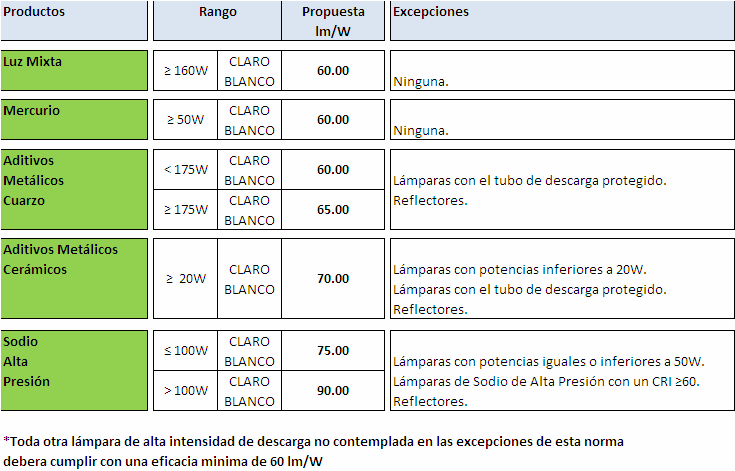 Productos Rango Propuesta lm/W Excepciones
Luz Mixta ≥ 160W CLARO BLANCO 60.00 Ninguna.
Mercurio ≥ 50W CLARO BLANCO 60.00 Ninguna.
Aditivos Metálicos Cuarzo < 175W CLARO BLANCO 60.00
≥ 175W CLARO BLANCO 65.00
Lámparas con el tubo de descarga protegido.
Reflectores.
Aditivos Metálicos Cerámicos ≥ 20W CLARO BLANCO 70.00
Lámparas con potencias inferiores a 20W.
Lámparas con el tubo de descarga protegido.
Reflectores.
Sodio Alta Presión ≤ 100W CLARO BLANCO 75.00
> 100W CLARO BLANCO 90.00
Lámparas con potencias iguales o inferiores a 50W.
Lámparas de Sodio de Alta Presión con un CRI ≥60.
Reflectores.
*Toda otra lámpara de alta intensidad de descarga no contemplada en las excepciones de esta norma
debera cumplir con una eficacia minima de 60 lm/W